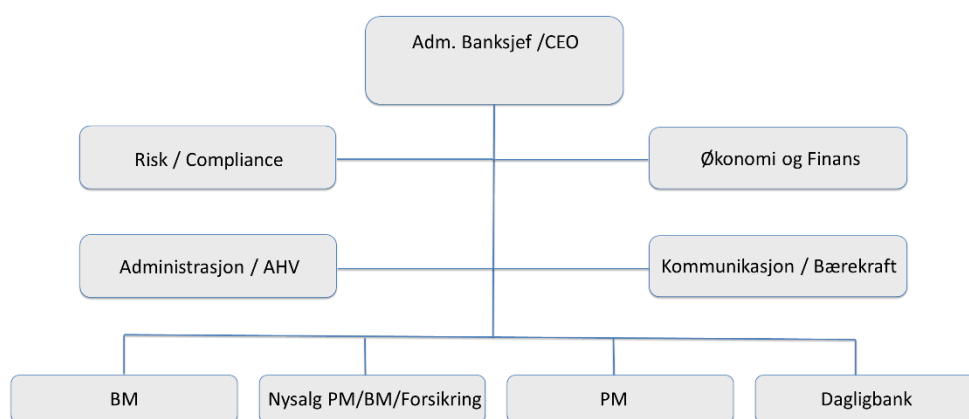 Adm. Banksjef /CEO
Risk / Compliance
Økonomi og Finans
Administrasjon / AHV
Kommunikasjon / Bærekraft
BM
Nysalg PM/BM/Forsikring
PM
Dagligbank